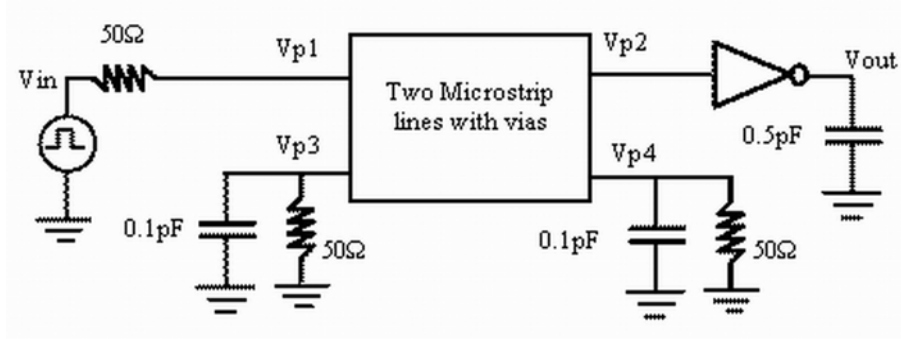 50Ω
Vin
Vp1
Vp2
Vout
Two Microstrip
lines with vias
0.5pF
Vp3
Vp4
0.1pF
50Ω
0.1pF
50Ω